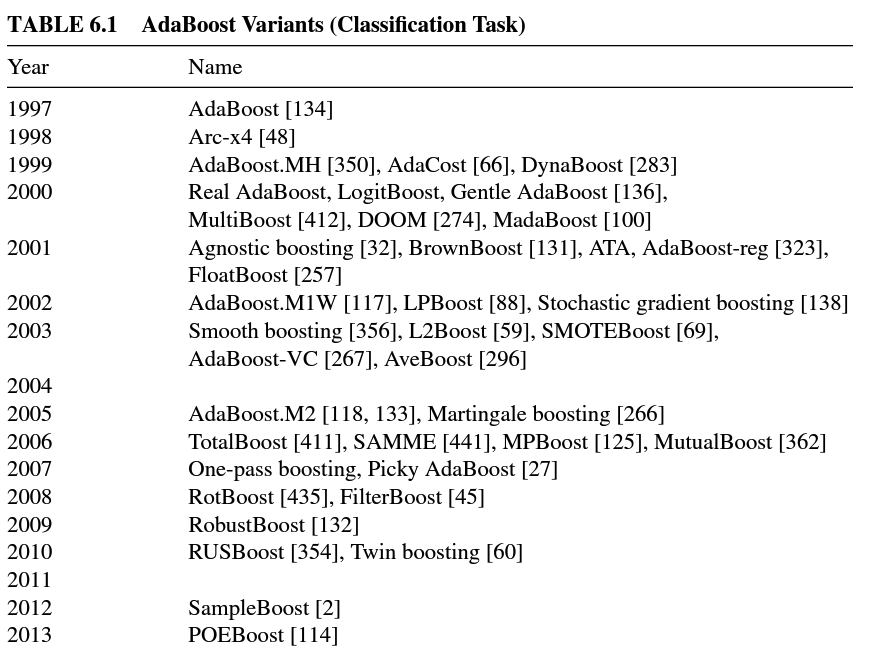 TABLE 6.1 AdaBoost Variants (Classification Task)
Year Name
1997 AdaBoost [134]
1998 Arc-x4 [48]
1999 AdaBoost.MH [350], AdaCost [66], DynaBoost [283]
2000 Real AdaBoost, LogitBoost, Gentle AdaBoost [136],
MultiBoost [412], DOOM [274], MadaBoost [100]
2001 Agnostic boosting [32], BrownBoost [131], ATA, AdaBoost-reg [323],
FloatBoost [257]
2002 AdaBoost.M1W [117], LPBoost [88], Stochastic gradient boosting [138]
2003 Smooth boosting [356], L2Boost [59], SMOTEBoost [69],
AdaBoost-VC [267], AveBoost [296]
2004
2005 AdaBoost.M2 [118, 133], Martingale boosting [266]
2006 TotalBoost [411], SAMME [441], MPBoost [125], MutualBoost [362]
2007 One-pass boosting, Picky AdaBoost [27]
2008 RotBoost [435], FilterBoost [45]
2009 RobustBoost [132]
2010 RUSBoost [354], Twin boosting [60]
2011
2012 SampleBoost [2]
2013 POEBoost [114]